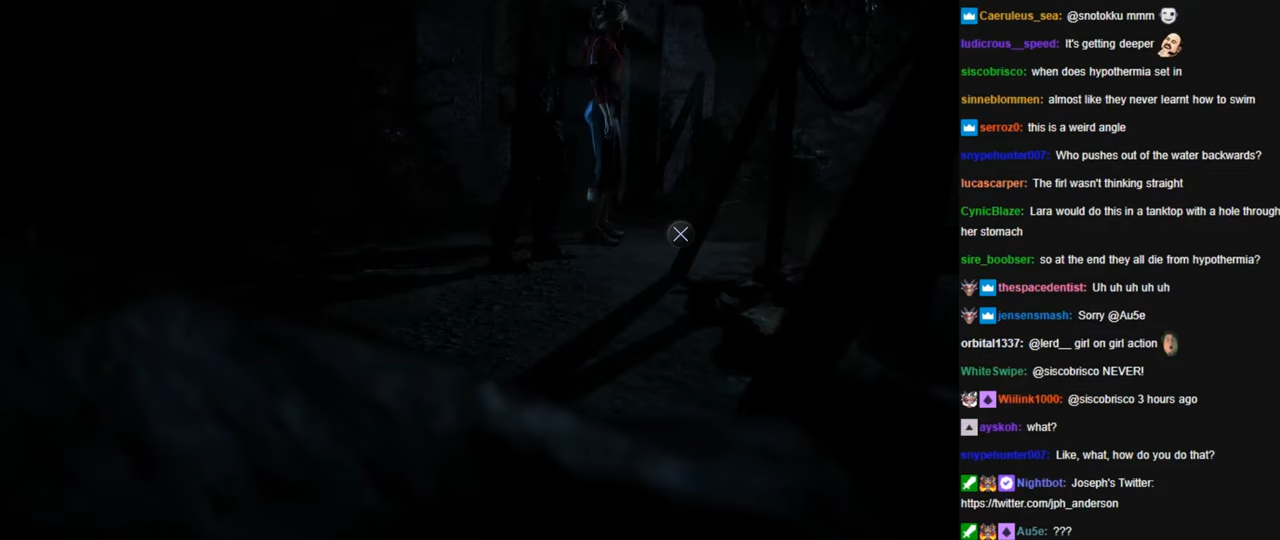 Caeruleus_sea: @snotokku mmm
ludicrous__speed: It's getting deeper
siscobrisco: when does hypothermia set in
sinneblommen: almost like they never learnt how to swim
serroz0: this is a weird angle
snypehunter007: Who pushes out of the water backwards?
lucascarper: The firl wasn't thinking straight
CynicBlaze: Lara would do this in a tanktop with a hole through
her stomach
sire_boobser: so at the end they all die from hypothermia?
thespacedentist: Uh uh uh uh uh
jensensmash: Sorry @Au5e
orbital1337: @lerd__ girl on girl action
WhiteSwipe: @siscobrisco NEVER!
Wiilink1000: @siscobrisco 3 hours ago
ayskoh: what?
snypehunter007: Like, what, how do you do that?
Nightbot: Joseph's Twitter:
https://twitter.com/jph_anderson
Au5e: ???